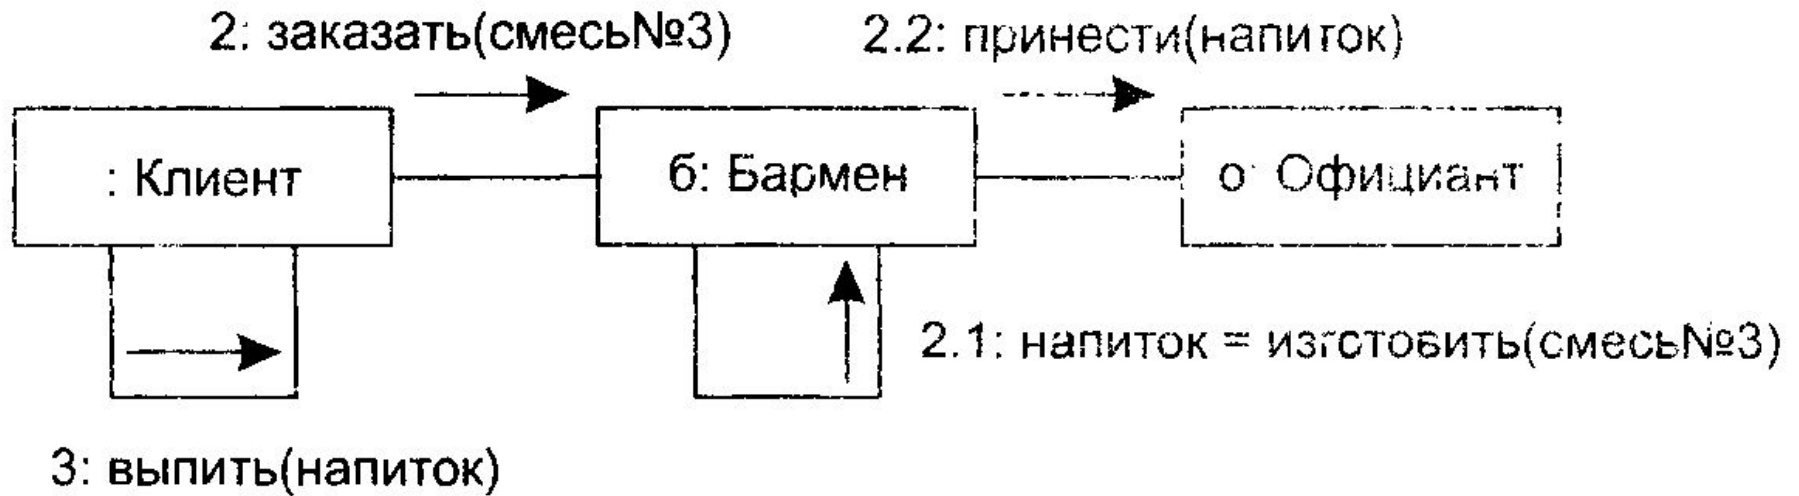 2: заказать(смесь№3)
2.2: принести(напиток)
: Клиент
б: Бармен
о: Официант
2.1: напиток = изготовить(смесь№3)
3: выпить(напиток)